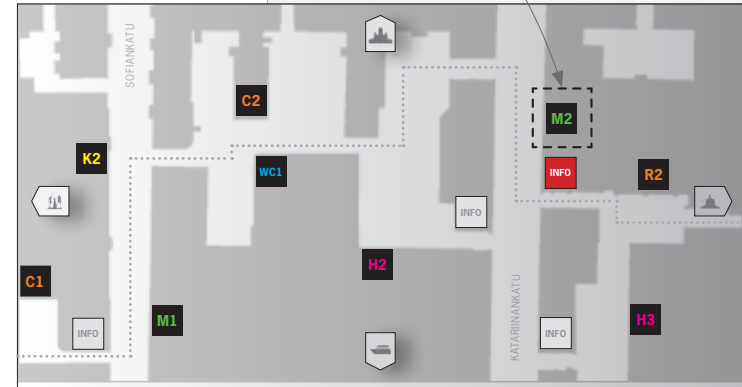 SOFIANKATU
C2
M2
K2
WC1
INFO
R2
INFO
C1
H2
M1
INFO
KATARIINANKATU
INFO
H3